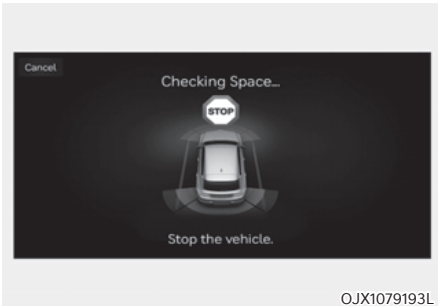 Cancel
Checking Space...
STOP
Stop the vehicle.
OJX1079193L